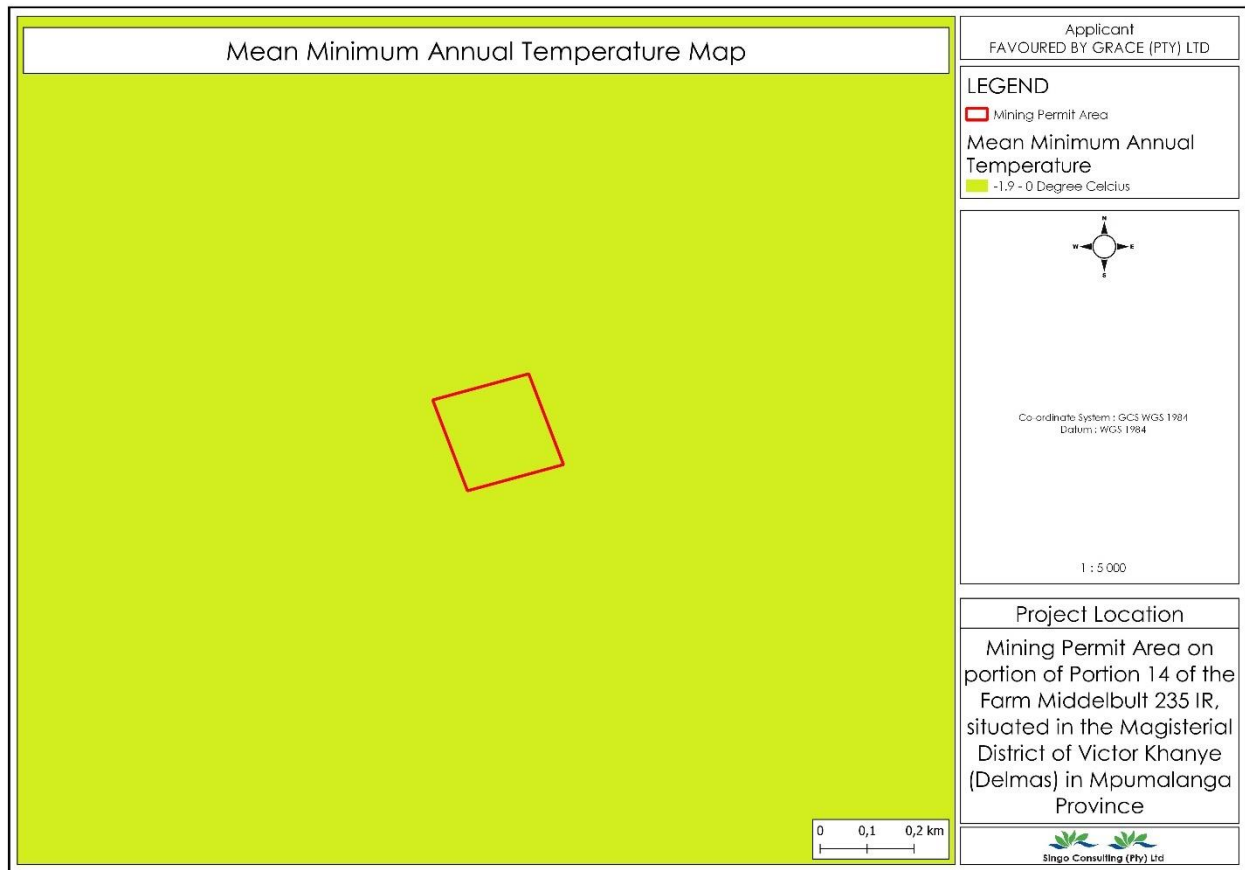 Mean Minimum Annual Temperature Map
Applicant
FAVOURED BY GRACE (PTY) LTD
LEGEND
Mining Permit Area
Mean Minimum Annual
Temperature
-1.9 - 0 Degree Celcius
N
W E
S
Co-ordinate System : GCS WGS 1984
Datum : WGS 1984
1 : 5 000
Project Location
Mining Permit Area on
portion of Portion 14 of the
Farm Middelbult 235 IR,
situated in the Magisterial
District of Victor Khanye
(Delmas) in Mpumalanga
Province
0 0,1 0,2 km
Singo Consulting (Pty) Ltd